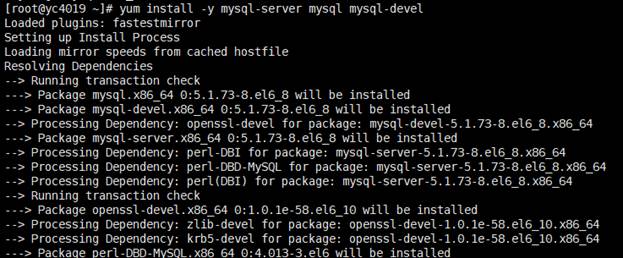 [root@yc4019 ~]# yum install -y mysql-server mysql mysql-devel
Loaded plugins: fastestmirror
Setting up Install Process
Loading mirror speeds from cached hostfile
Resolving Dependencies
--> Running transaction check
---> Package mysql.x86_64 0:5.1.73-8.el6_8 will be installed
---> Package mysql-devel.x86_64 0:5.1.73-8.el6_8 will be installed
--> Processing Dependency: openssl-devel for package: mysql-devel-5.1.73-8.el6_8.x86_64
---> Package mysql-server.x86_64 0:5.1.73-8.el6_8 will be installed
--> Processing Dependency: perl-DBI for package: mysql-server-5.1.73-8.el6_8.x86_64
--> Processing Dependency: perl-DBD-MySQL for package: mysql-server-5.1.73-8.el6_8.x86_64
--> Processing Dependency: perl(DBI) for package: mysql-server-5.1.73-8.el6_8.x86_64
--> Running transaction check
---> Package openssl-devel.x86_64 0:1.0.1e-58.el6_10 will be installed
--> Processing Dependency: zlib-devel for package: openssl-devel-1.0.1e-58.el6_10.x86_64
--> Processing Dependency: krb5-devel for package: openssl-devel-1.0.1e-58.el6_10.x86_64
---> Package perl-DBD-MySQL.x86_64 0:4.013-3.el6 will be installed